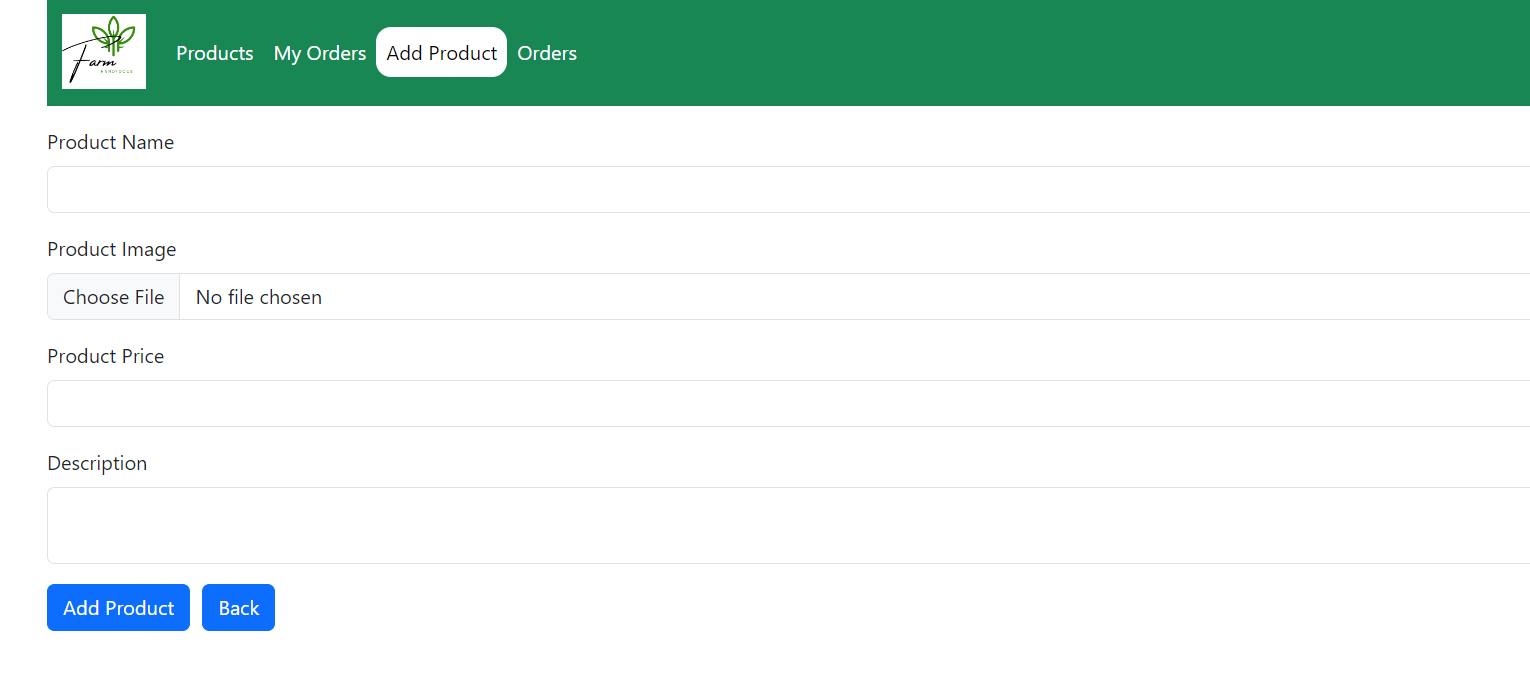 Farm
Products My Orders Add Product Orders
Product Name
Product Image
Choose File No file chosen
Product Price
Description
Add Product Back